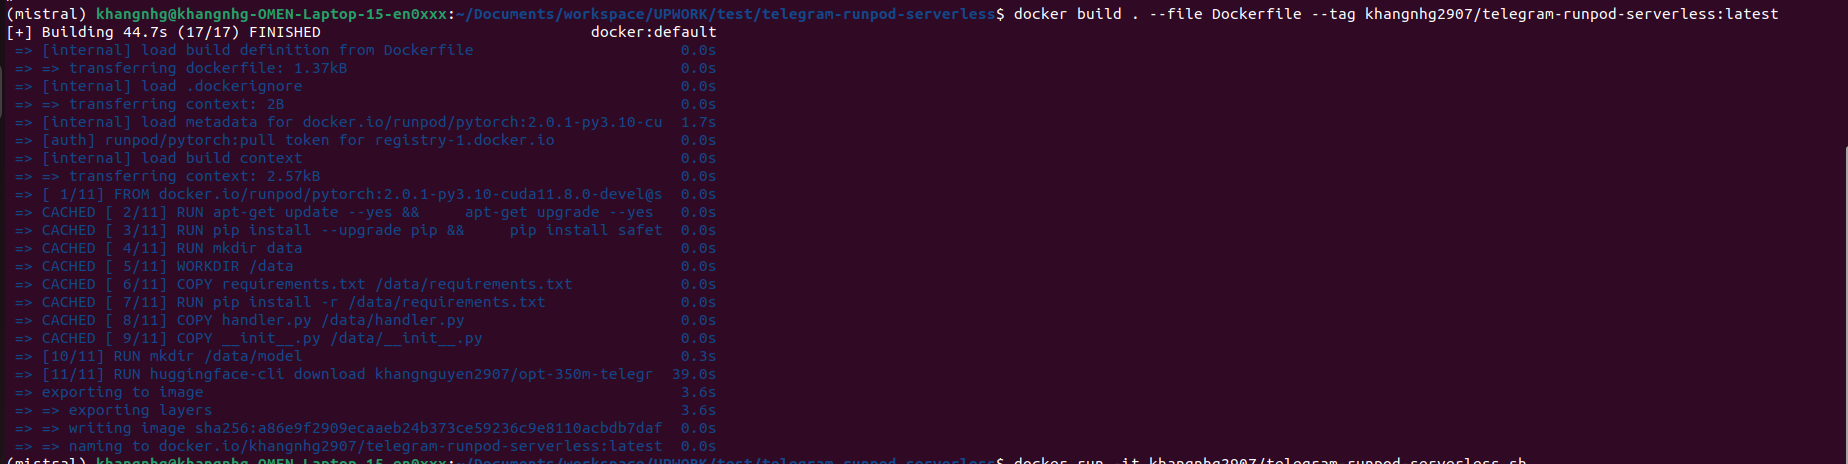 (mistral) khangnhg@khangnhg-OMEN-Laptop-15-en0xxx:~/Documents/workspace/UPWORK/test/telegram-runpod-serverless$ docker build . --file Dockerfile --tag khangnhg2907/telegram-runpod-serverless:latest
[+] Building 44.7s (17/17) FINISHED docker:default
=> [internal] load build definition from Dockerfile 0.0s
=> => transferring dockerfile: 1.37kB 0.0s
=> [internal] load .dockerignore 0.0s
=> => transferring context: 2B 0.0s
=> [internal] load metadata for docker.io/runpod/pytorch:2.0.1-py3.10-cu 1.7s
=> [auth] runpod/pytorch:pull token for registry-1.docker.io 0.0s
=> [internal] load build context 0.0s
=> => transferring context: 2.57kB 0.0s
=> [ 1/11] FROM docker.io/runpod/pytorch:2.0.1-py3.10-cuda11.8.0-devel@s 0.0s
=> CACHED [ 2/11] RUN apt-get update --yes && apt-get upgrade --yes 0.0s
=> CACHED [ 3/11] RUN pip install --upgrade pip && pip install safet 0.0s
=> CACHED [ 4/11] RUN mkdir data 0.0s
=> CACHED [ 5/11] WORKDIR /data 0.0s
=> CACHED [ 6/11] COPY requirements.txt /data/requirements.txt 0.0s
=> CACHED [ 7/11] RUN pip install -r /data/requirements.txt 0.0s
=> CACHED [ 8/11] COPY handler.py /data/handler.py 0.0s
=> CACHED [ 9/11] COPY __init__.py /data/__init__.py 0.0s
=> [10/11] RUN mkdir /data/model 0.3s
=> [11/11] RUN huggingface-cli download khangnguyen2907/opt-350m-telegr 39.0s
=> exporting to image 3.6s
=> => exporting layers 3.6s
=> => writing image sha256:a86e9f2909ecaaeb24b373ce59236c9e8110acbdb7daf 0.0s
=> => naming to docker.io/khangnhg2907/telegram-runpod-serverless:latest 0.0s
(mistral) khangnhg@khangnhg-OMEN-Laptop-15-en0xxx:~/Documents/workspace/UPWORK/test/telegram-runpod-serverless$ docker run -it khangnhg2907/telegram-runpod-serverless sh